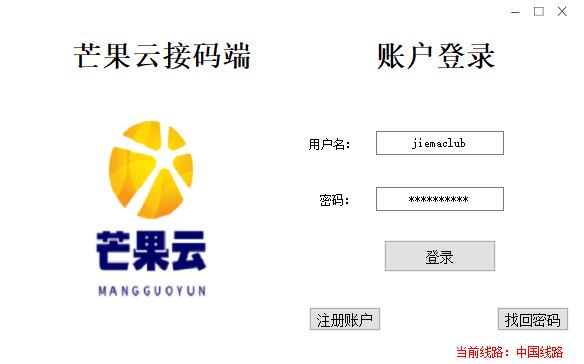 芒果云接码端
账户登录
用户名：
jiemaclub
密码：
**********
登录
芒果云
MANGGUOYUN
注册账户
找回密码
当前线路：中国线路